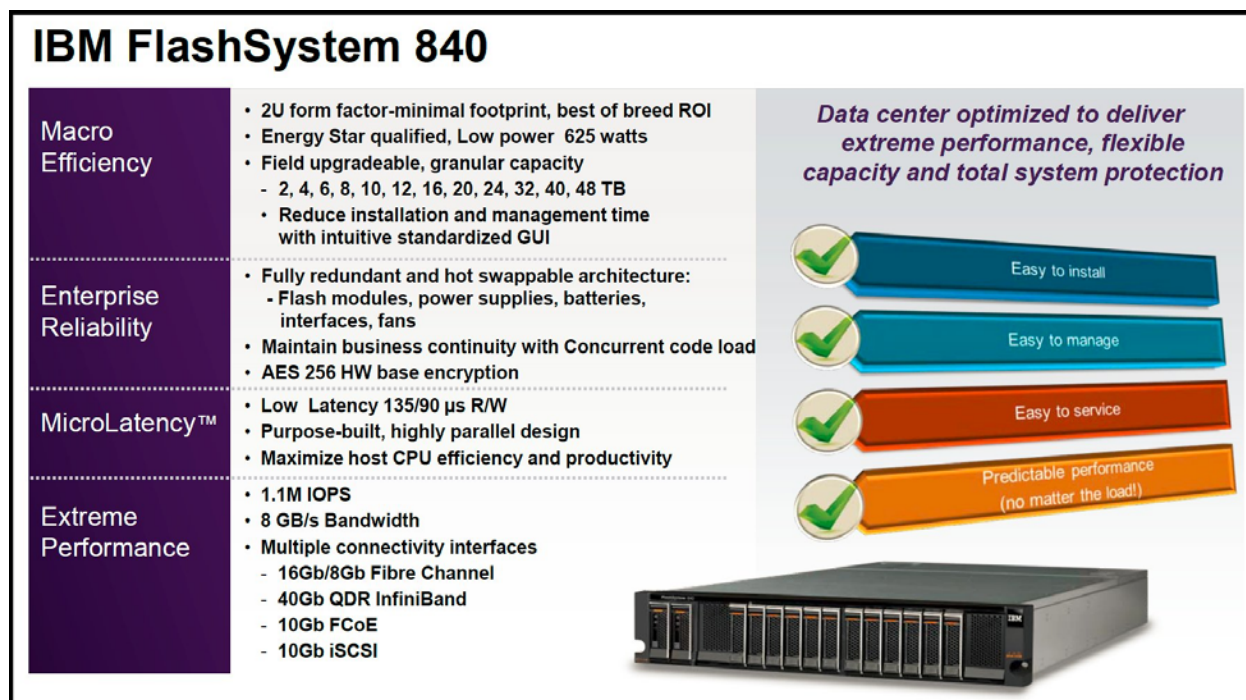 IBM FlashSystem 840
Macro
Efficiency
• 2U form factor-minimal footprint, best of breed ROI
• Energy Star qualified, Low power  625 watts
• Field upgradeable, granular capacity
- 2, 4, 6, 8, 10, 12, 16, 20, 24, 32, 40, 48 TB
• Reduce installation and management time
with intuitive standardized GUI
Enterprise
Reliability
• Fully redundant and hot swappable architecture:
- Flash modules, power supplies, batteries,
interfaces, fans
• Maintain business continuity with Concurrent code load
• AES 256 HW base encryption
MicroLatency™
• Low  Latency 135/90 µs R/W
• Purpose-built, highly parallel design
• Maximize host CPU efficiency and productivity
Extreme
Performance
• 1.1M IOPS
• 8 GB/s Bandwidth
• Multiple connectivity interfaces
- 16Gb/8Gb Fibre Channel
- 40Gb QDR InfiniBand
- 10Gb FCoE
- 10Gb iSCSI
Data center optimized to deliver
extreme performance, flexible
capacity and total system protection
Easy to install
Easy to manage
Easy to service
Predictable performance
(no matter the load!)
IBM